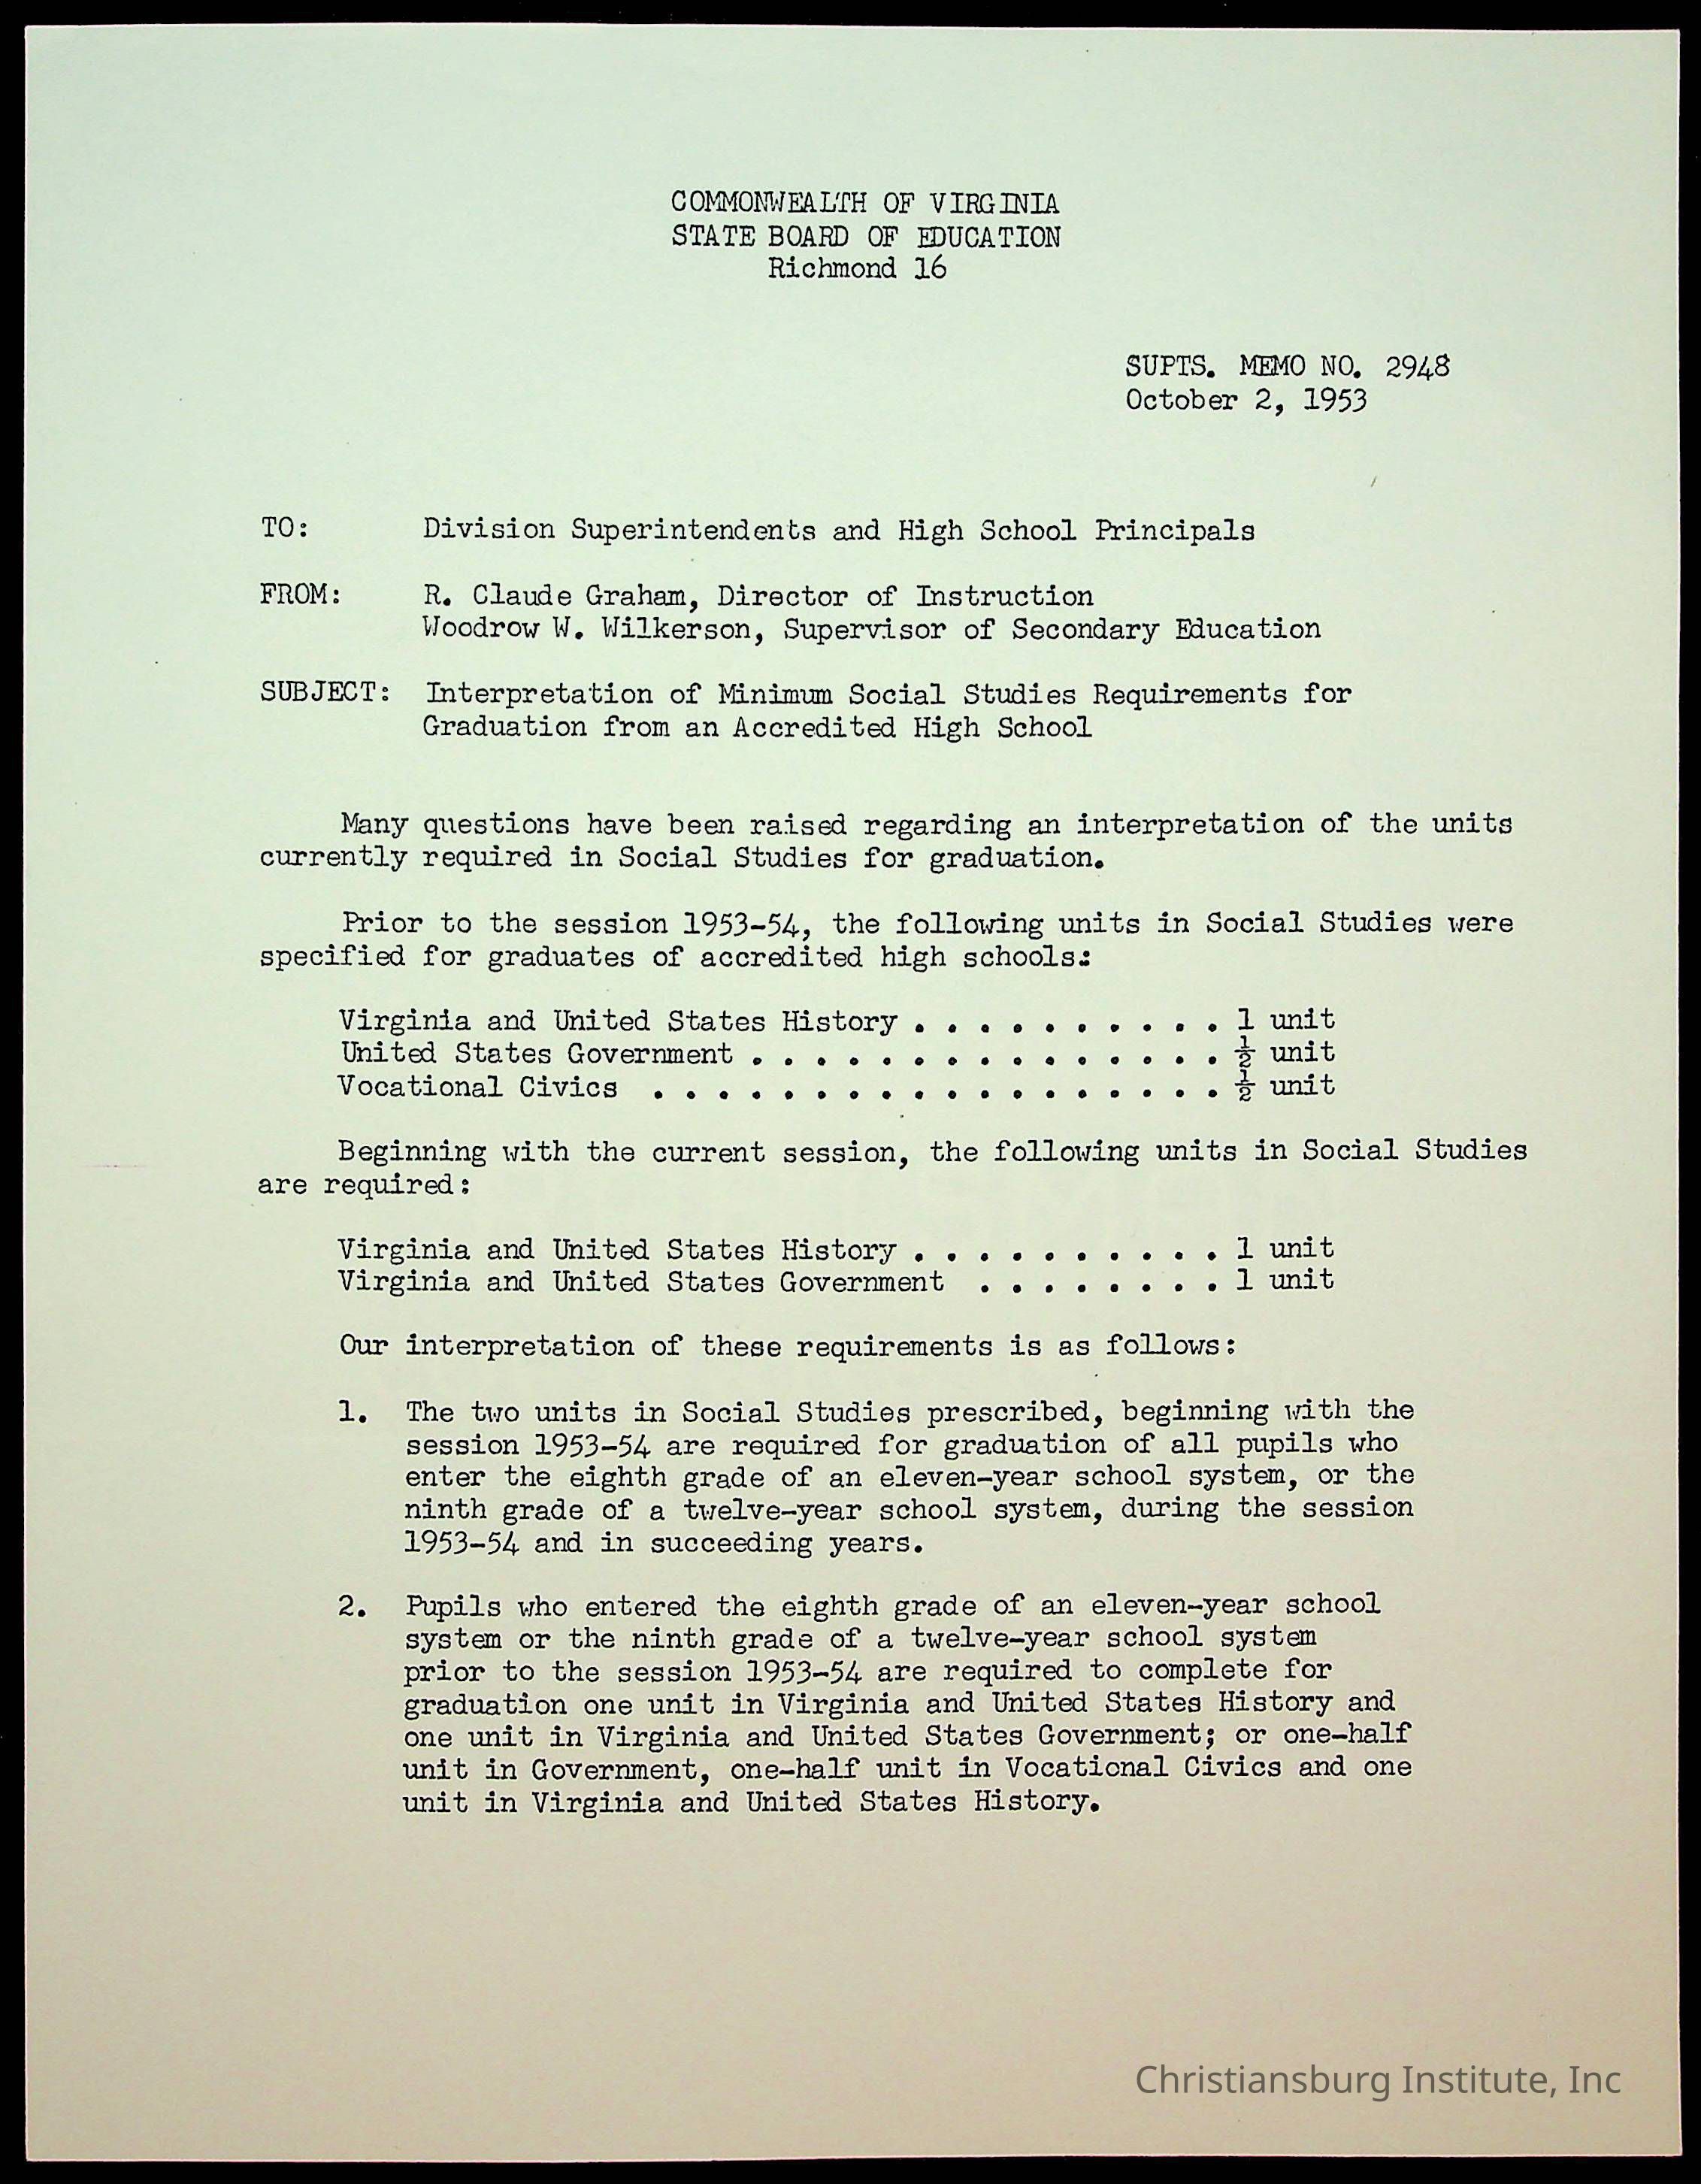 COMMONWEALTH OF VIRGINIA
STATE BOARD OF EDUCATION
Richmond 16
SUPTS. MEMO NO. 2948
October 2, 1953
TO: Division Superintendents and High School Principals
FROM: R. Claude Graham, Director of Instruction
Woodrow W. Wilkerson, Supervisor of Secondary Education
SUBJECT: Interpretation of Minimum Social Studies Requirements for
Graduation from an Accredited High School
Many questions have been raised regarding an interpretation of the units
currently required in Social Studies for graduation.
Prior to the session 1953-54, the following units in Social Studies were
specified for graduates of accredited high schools:
Virginia and United States History . . . . . . . . . . 1 unit
United States Government . . . . . . . . . . . . . . . ½ unit
Vocational Civics . . . . . . . . . . . . . . . . . . ½ unit
Beginning with the current session, the following units in Social Studies
are required:
Virginia and United States History . . . . . . . . . . 1 unit
Virginia and United States Government . . . . . . . . 1 unit
Our interpretation of these requirements is as follows:
1. The two units in Social Studies prescribed, beginning with the
session 1953-54 are required for graduation of all pupils who
enter the eighth grade of an eleven-year school system, or the
ninth grade of a twelve-year school system, during the session
1953-54 and in succeeding years.
2. Pupils who entered the eighth grade of an eleven-year school
system or the ninth grade of a twelve-year school system
prior to the session 1953-54 are required to complete for
graduation one unit in Virginia and United States History and
one unit in Virginia and United States Government; or one-half
unit in Government, one-half unit in Vocational Civics and one
unit in Virginia and United States History.
Christiansburg Institute, Inc